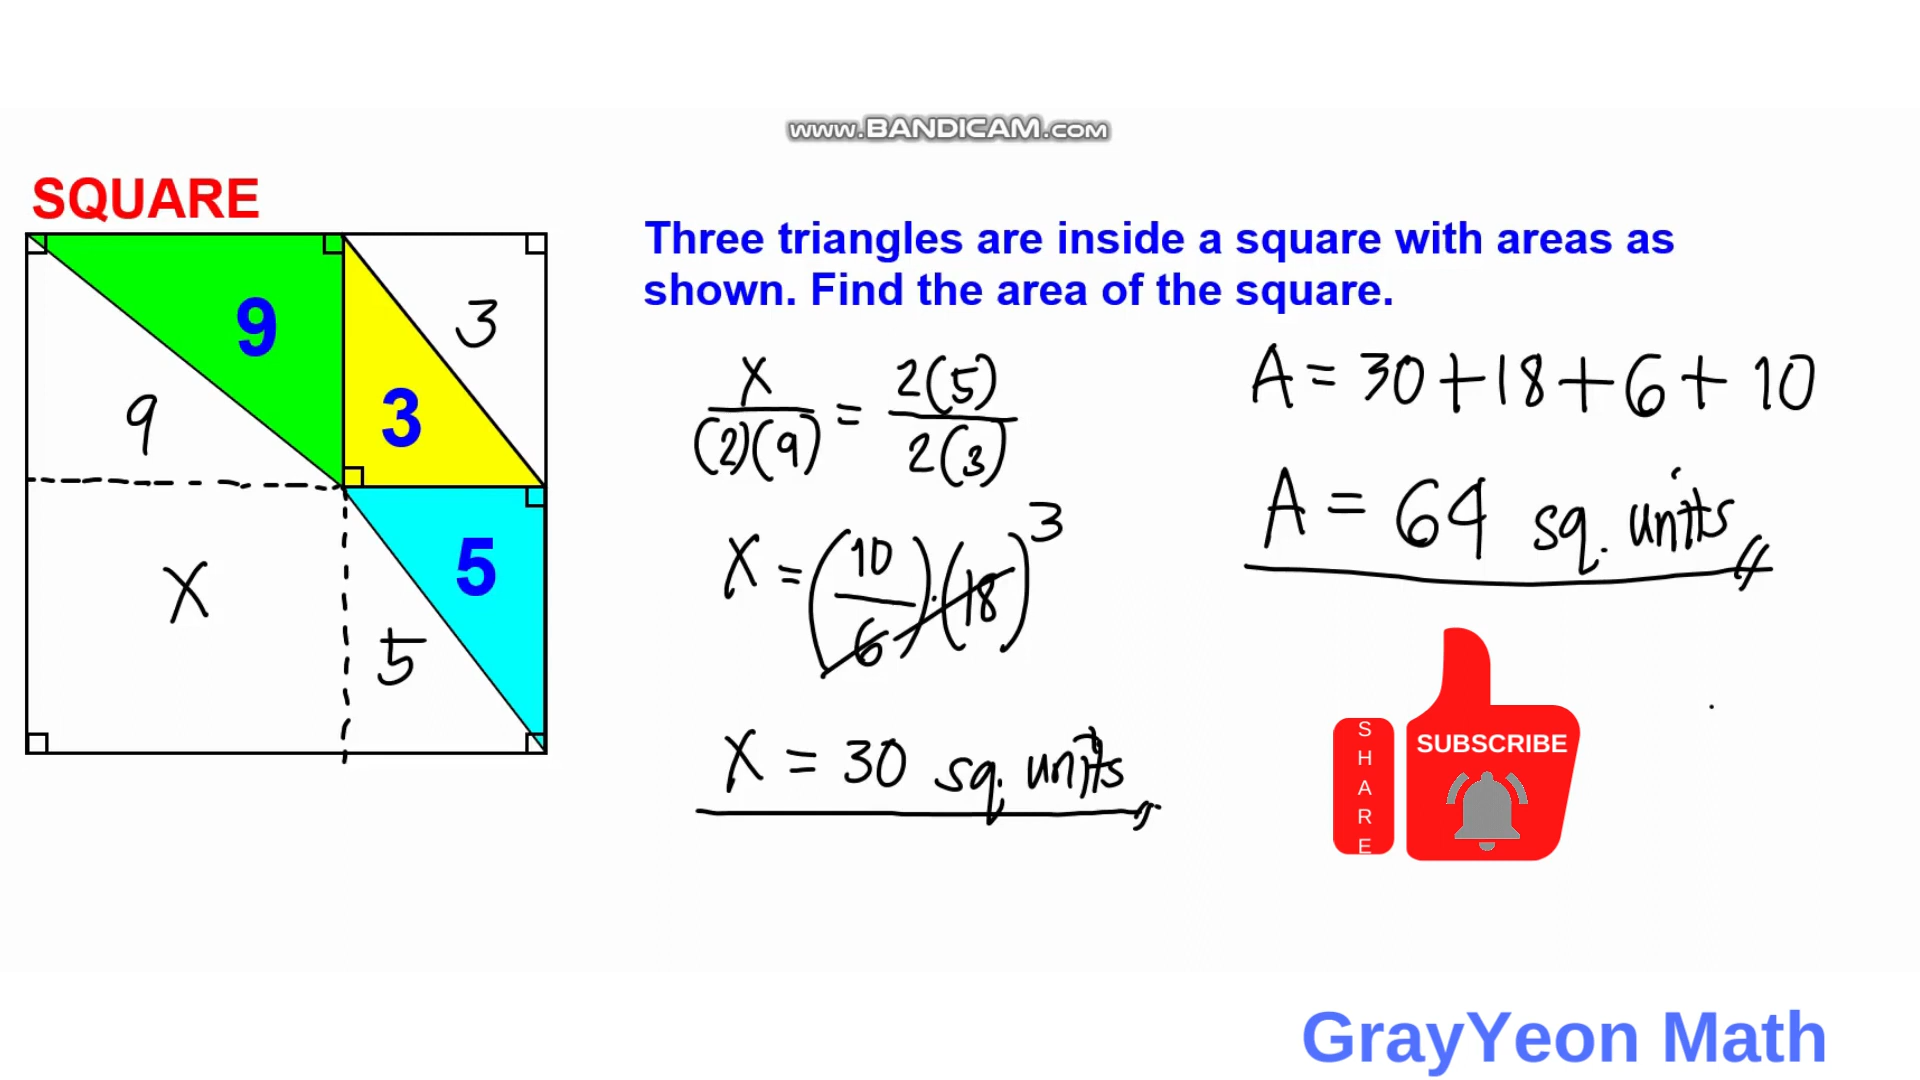 www.BANDICAM.com
SQUARE
9
3
3
9
5
X
5
Three triangles are inside a square with areas as
shown. Find the area of the square.
X/(2)(9) = 2(5)/2(3)
X = (10/6)·(18) 3
X = 30 sq. units
A = 30+18+6+10
A = 64 sq. units
SHARE
SUBSCRIBE
GrayYeon Math